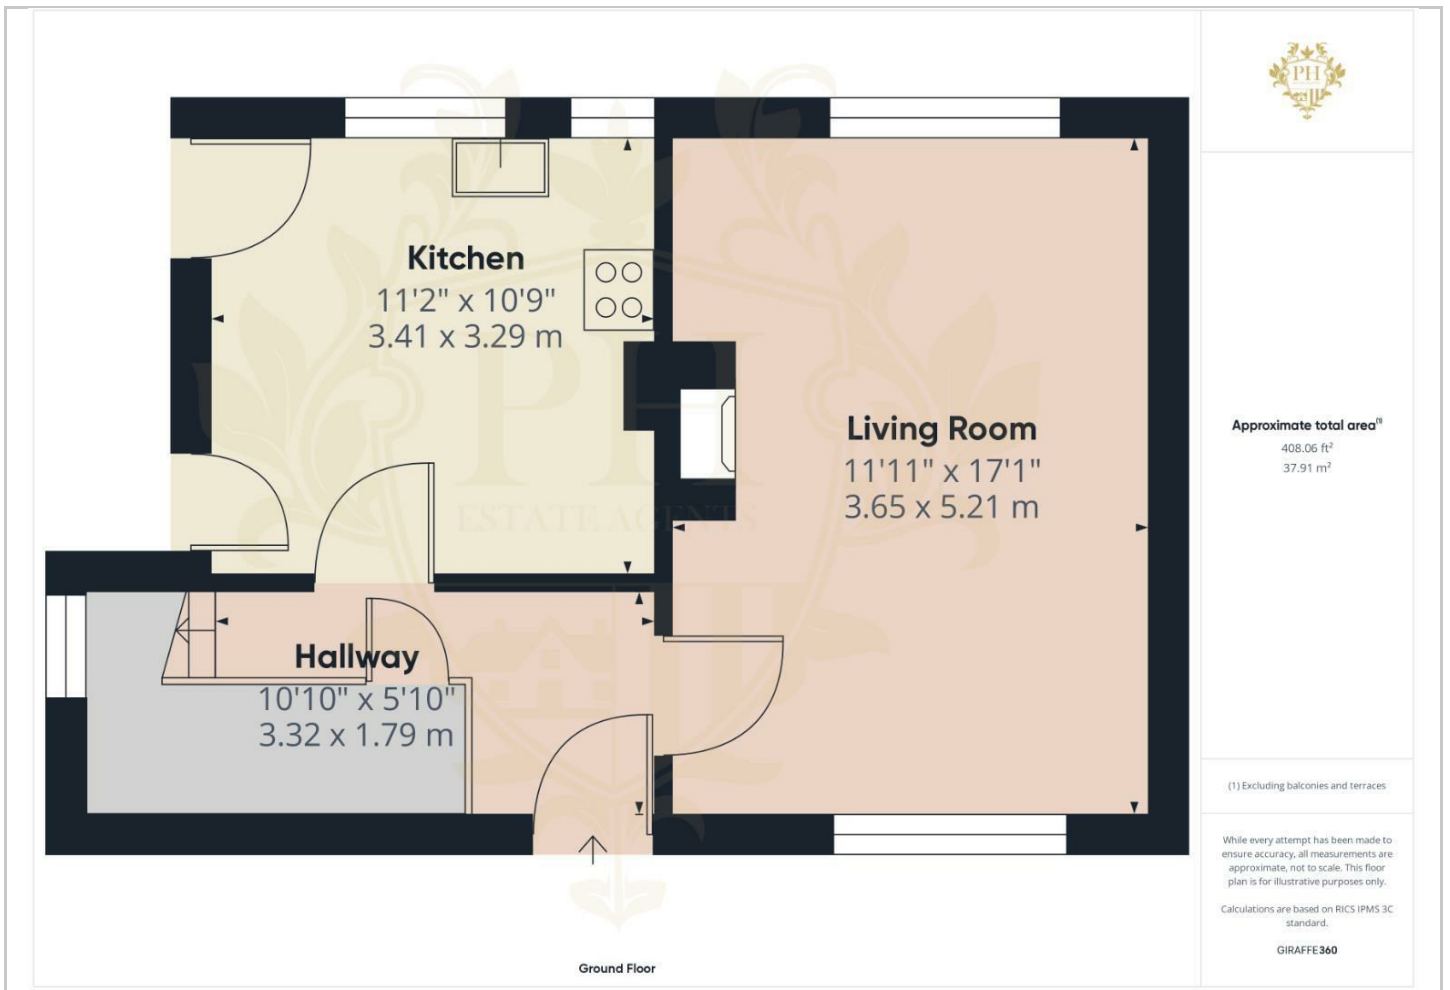 PH
Kitchen
11'2" x 10'9"
3.41 x 3.29 m
Living Room
11'11" x 17'1"
3.65 x 5.21 m
PH
ESTATE AGENTS
Hallway
10'10" x 5'10"
3.32 x 1.79 m
Ground Floor
Approximate total area(1)
408.06 ft²
37.91 m²
(1) Excluding balconies and terraces
While every attempt has been made to
ensure accuracy, all measurements are
approximate, not to scale. This floor
plan is for illustrative purposes only.
Calculations are based on RICS IPMS 3C
standard.
GIRAFFE360